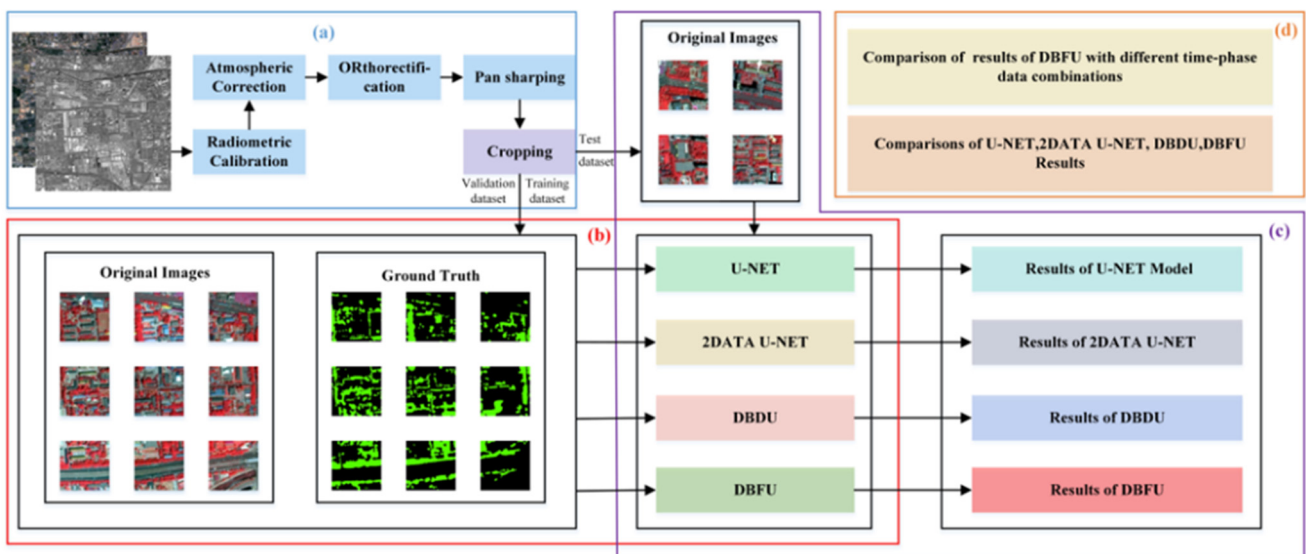 (a)
Atmospheric
Correction
ORthorectifi-
cation
Pan sharping
Radiometric
Calibration
Cropping
Test
dataset
Validation
dataset
Training
dataset
Original Images
(d)
Comparison of results of DBFU with different time-phase
data combinations
Comparisons of U-NET,2DATA U-NET, DBDU,DBFU
Results
(b)
Original Images
Ground Truth
U-NET
2DATA U-NET
DBDU
DBFU
(c)
Results of U-NET Model
Results of 2DATA U-NET
Results of DBDU
Results of DBFU